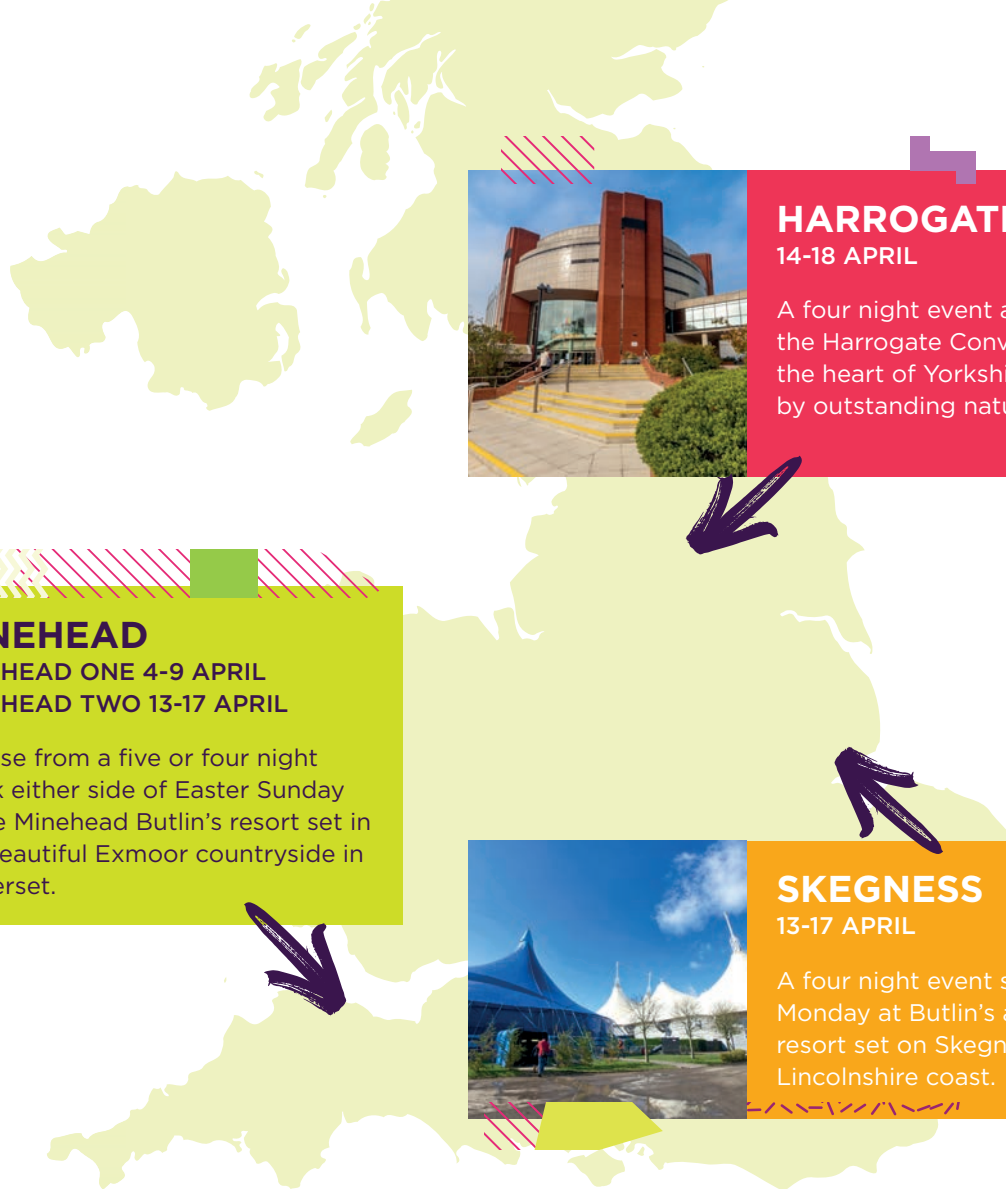 HARROGATE
14-18 APRIL
A four night event a
the Harrogate Conv
the heart of Yorkshi
by outstanding natu
NEHEAD
HEAD ONE 4-9 APRIL
HEAD TWO 13-17 APRIL
se from a five or four night
k either side of Easter Sunday
e Minehead Butlin's resort set in
eautiful Exmoor countryside in
erset.
SKEGNESS
13-17 APRIL
A four night event s
Monday at Butlin's a
resort set on Skegn
Lincolnshire coast.